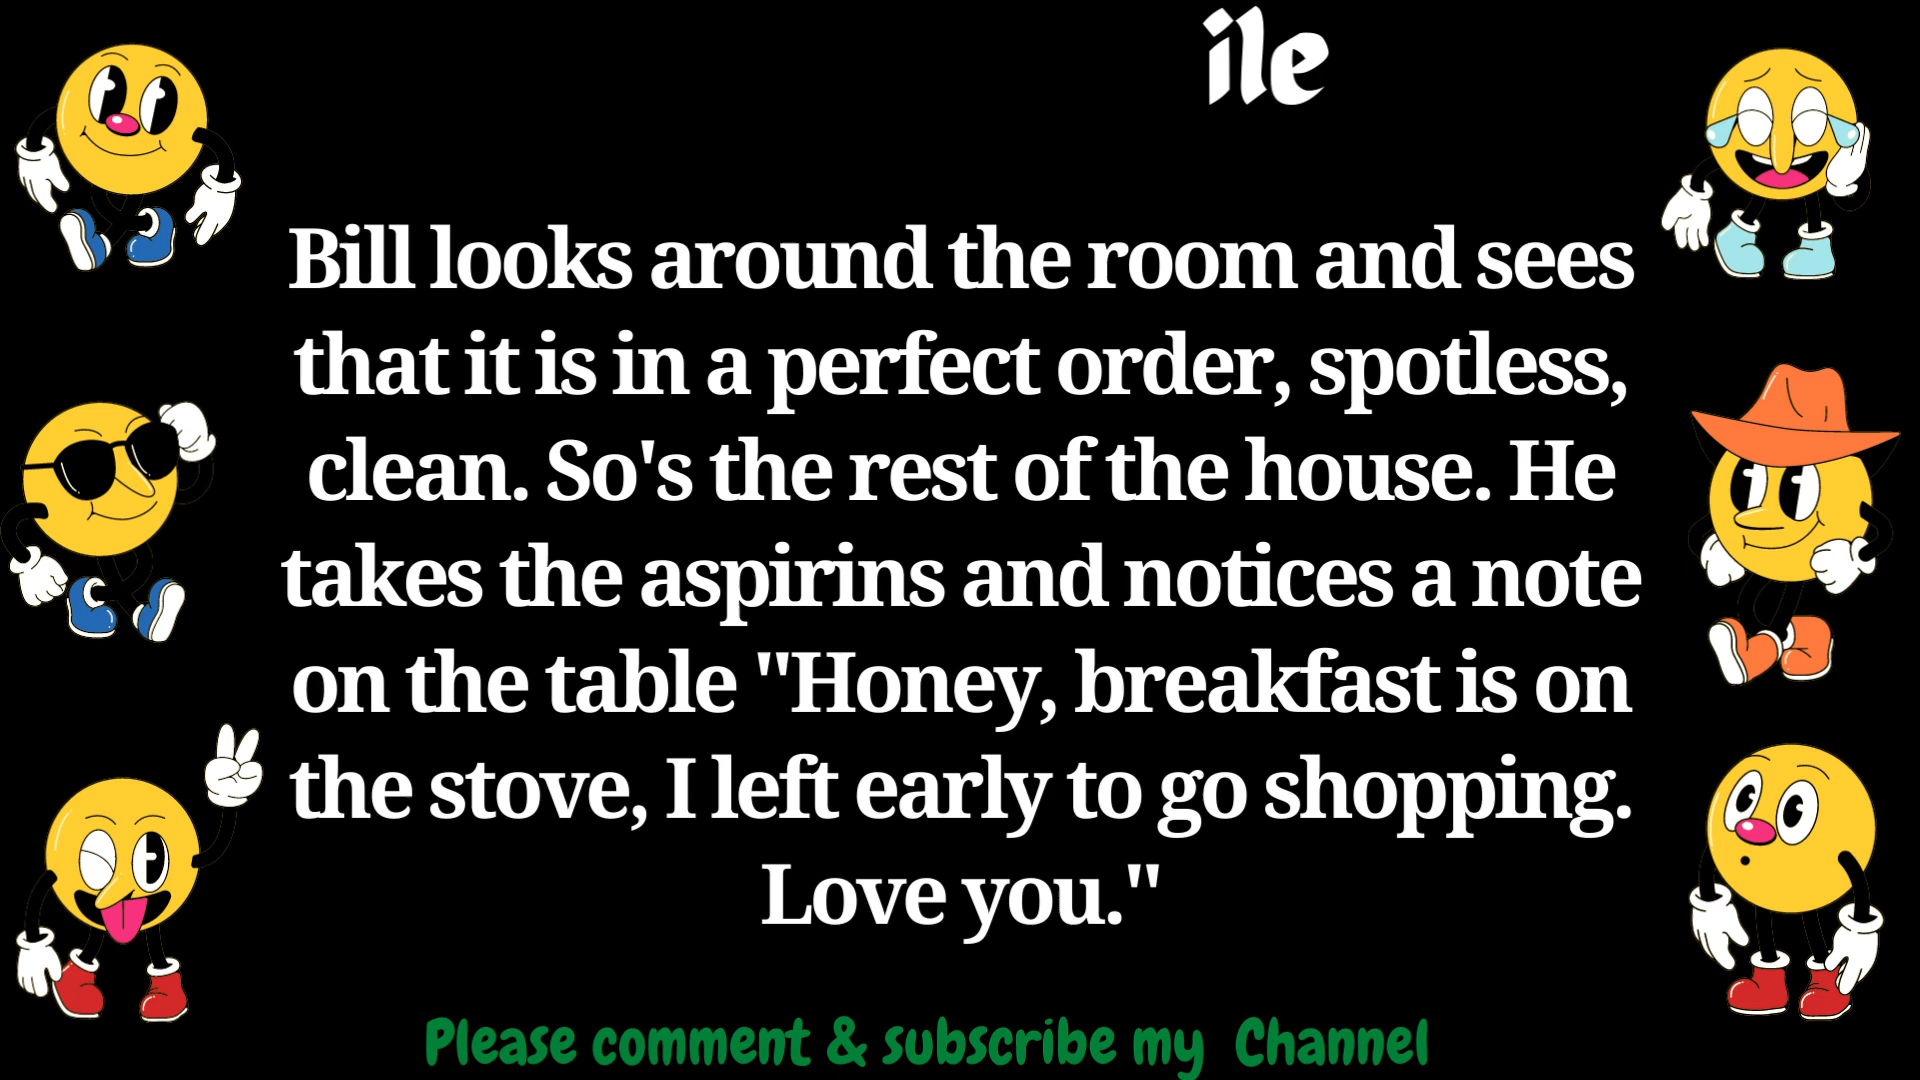 ile
Bill looks around the room and sees
that it is in a perfect order, spotless,
clean. So's the rest of the house. He
takes the aspirins and notices a note
on the table "Honey, breakfast is on
the stove, I left early to go shopping.
Love you."
Please comment & subscribe my Channel